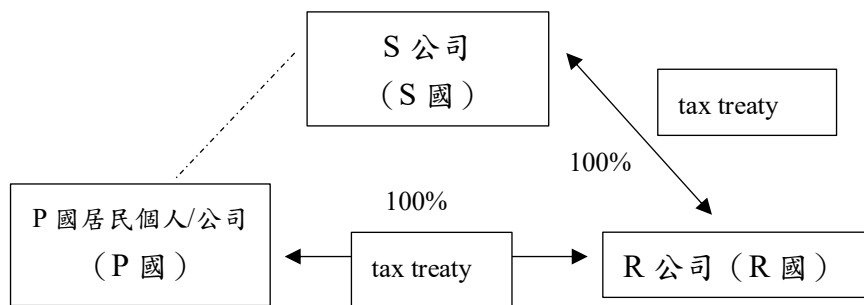 S 公司
(S 國)
tax treaty
100%
P 國居民個人/公司
(P 國)
100%
tax treaty
R 公司(R 國)